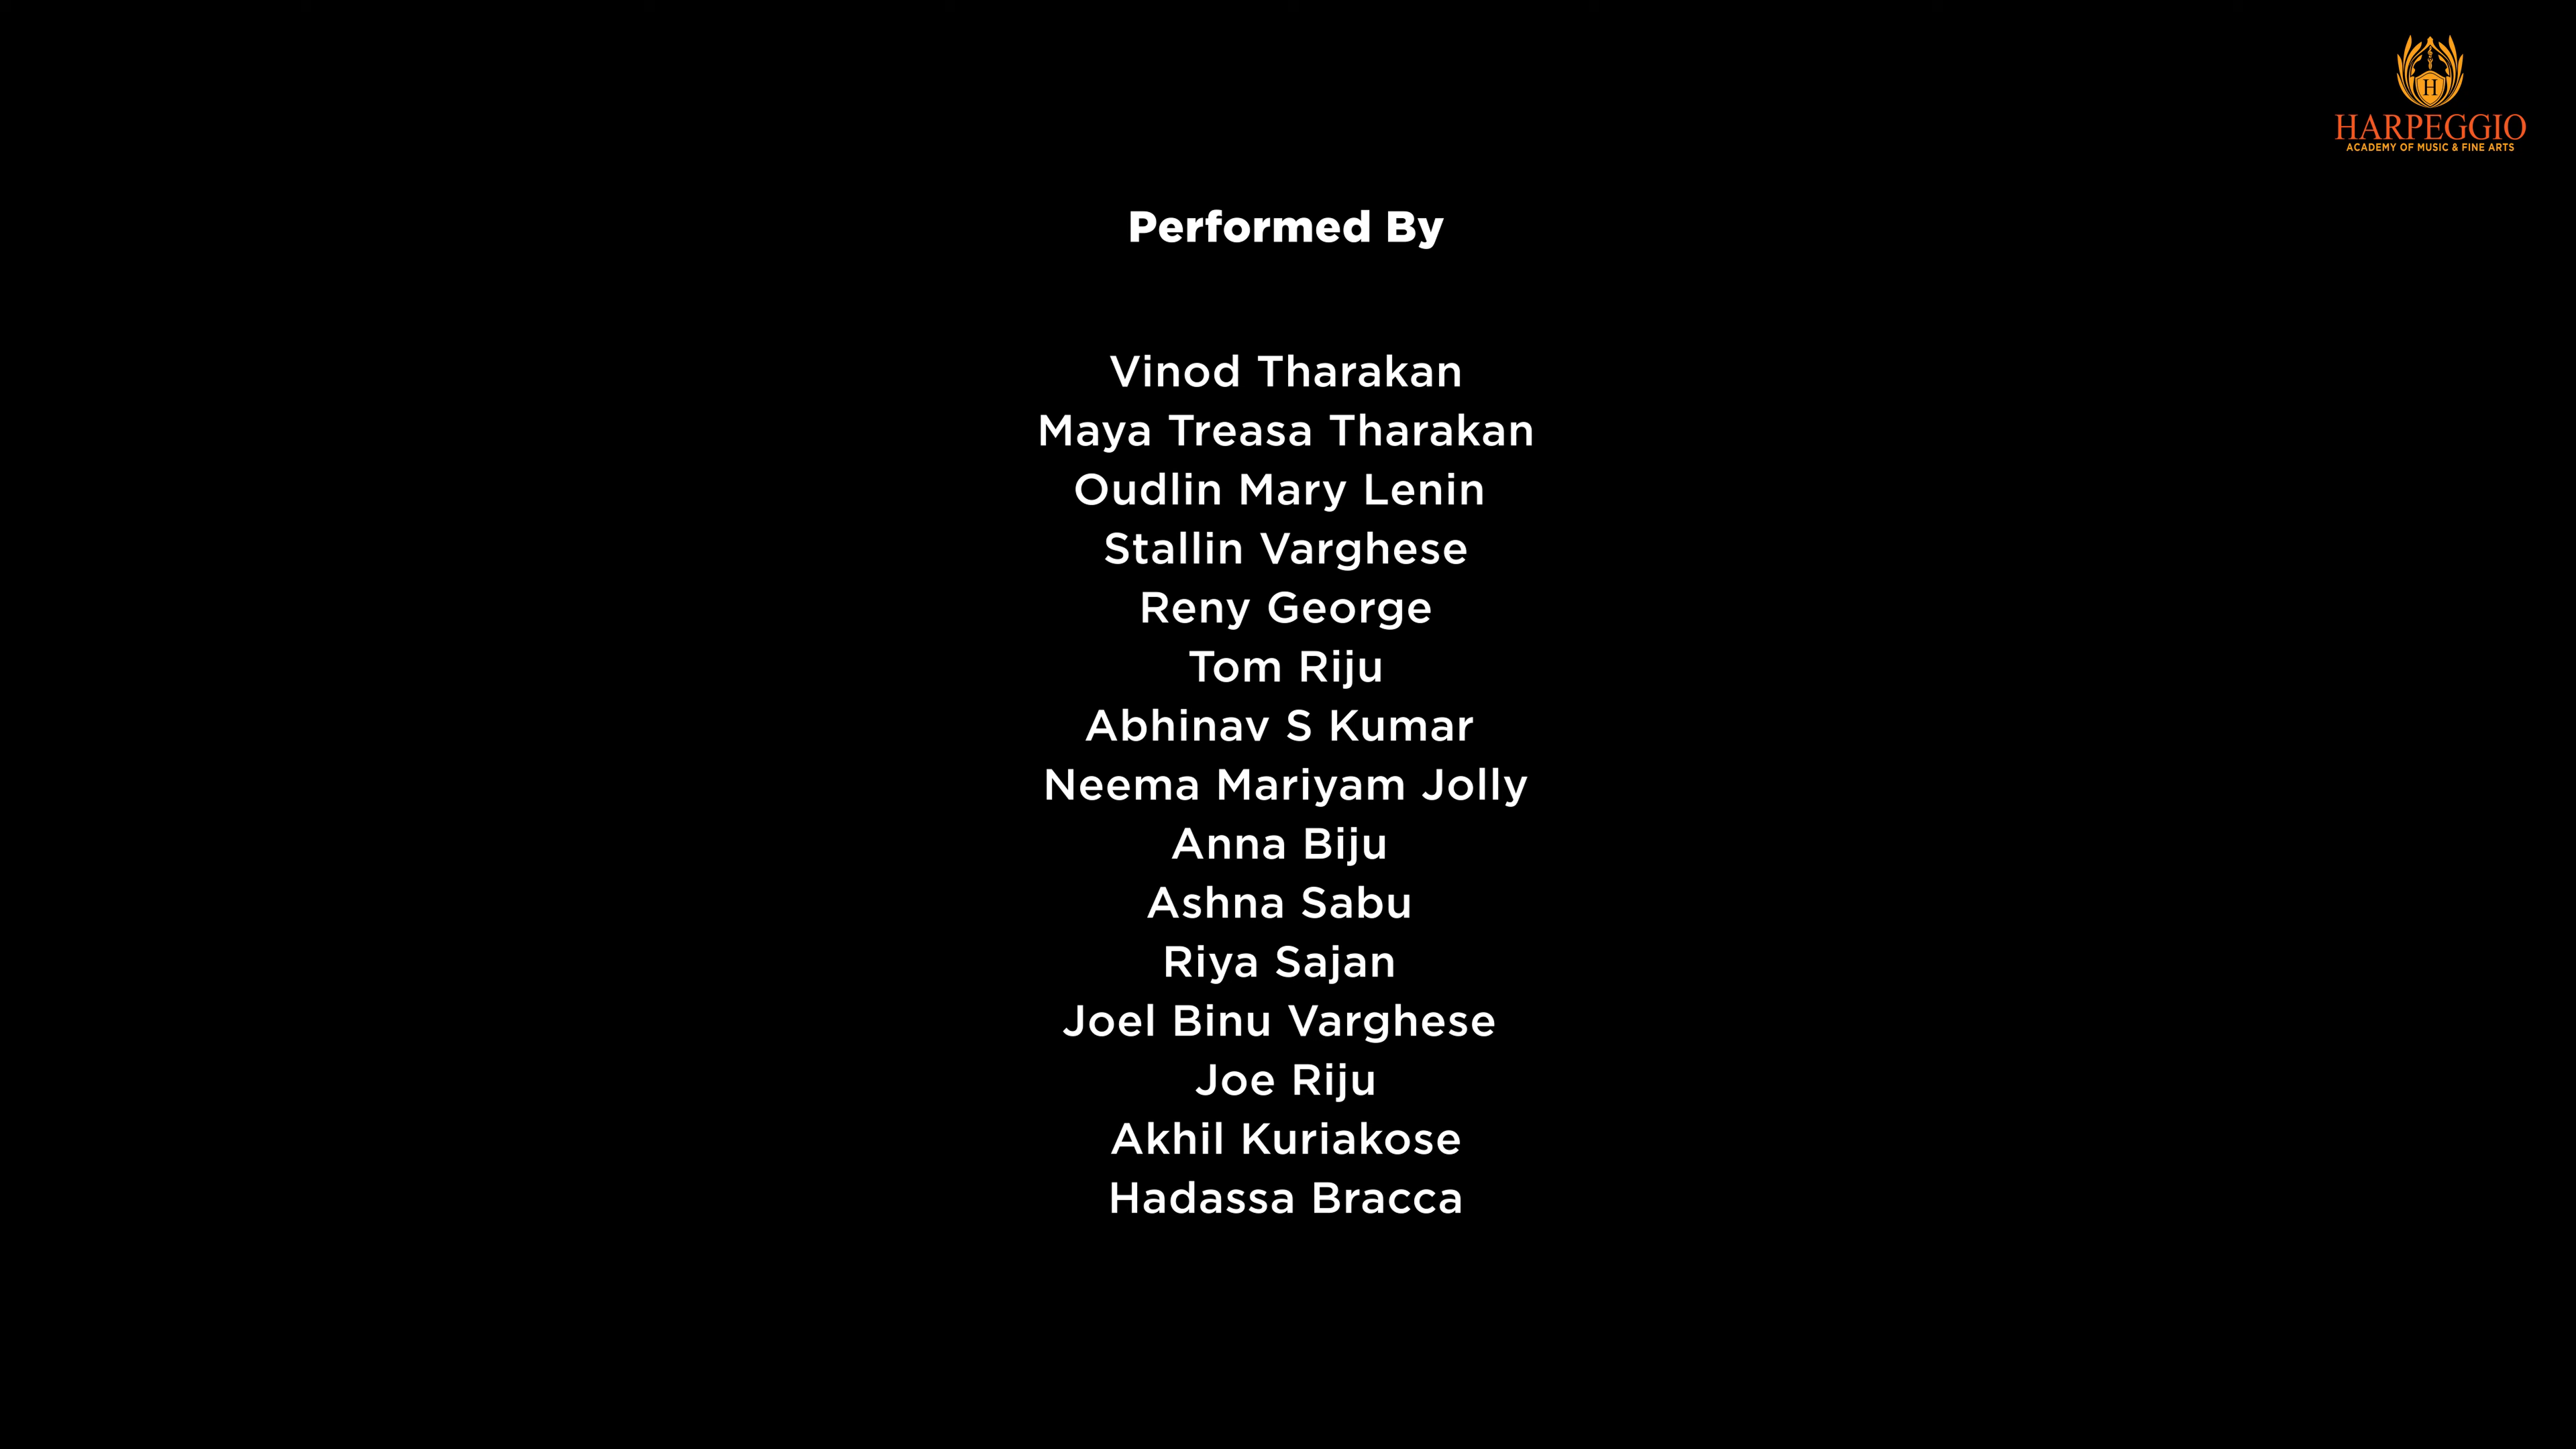 H
HARPEGGIO
ACADEMY OF MUSIC & FINE ARTS
Performed By
Vinod Tharakan
Maya Treasa Tharakan
Oudlin Mary Lenin
Stallin Varghese
Reny George
Tom Riju
Abhinav S Kumar
Neema Mariyam Jolly
Anna Biju
Ashna Sabu
Riya Sajan
Joel Binu Varghese
Joe Riju
Akhil Kuriakose
Hadassa Bracca